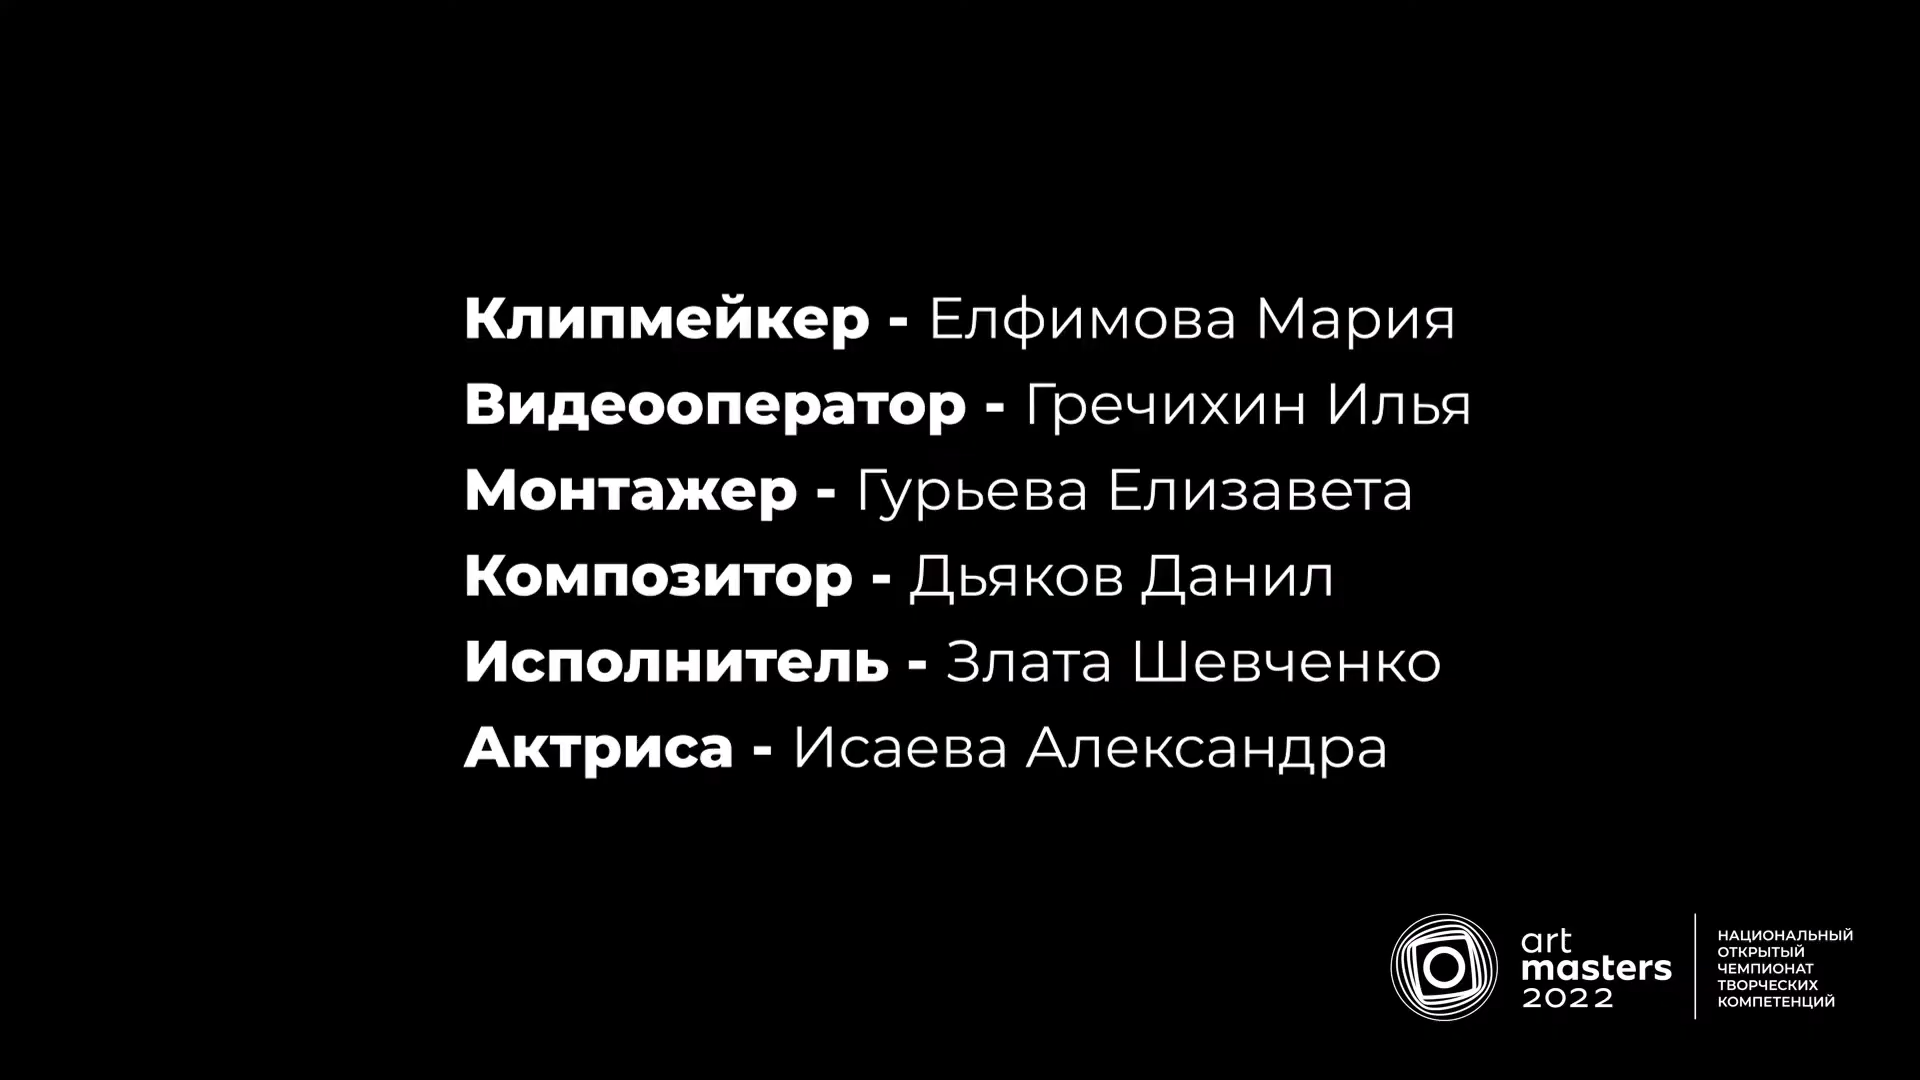 Клипмейкер - Елфимова Мария
Видеооператор - Гречихин Илья
Монтажер - Гурьева Елизавета
Композитор - Дьяков Данил
Исполнитель - Злата Шевченко
Актриса - Исаева Александра
art
masters
2022
НАЦИОНАЛЬНЫЙ
ОТКРЫТЫЙ
ЧЕМПИОНАТ
ТВОРЧЕСКИХ
КОМПЕТЕНЦИЙ